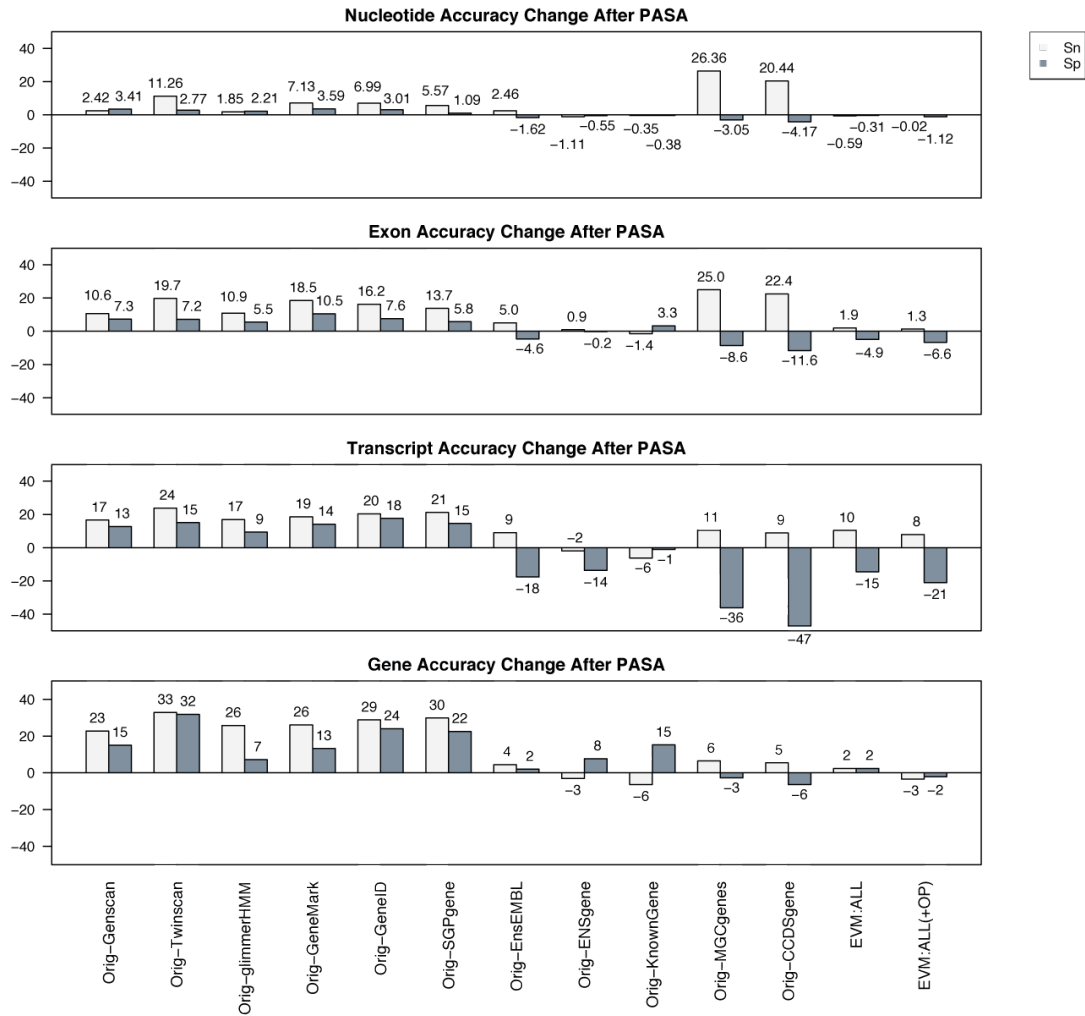 Nucleotide Accuracy Change After PASA
Sn
Sp
40
20
0
−20
−40
2.42 3.41 11.26 2.77 1.85 2.21 7.13 3.59 6.99 3.01 5.57 1.09 2.46 −1.62 −1.11 −0.55 −0.35 −0.38 26.36 −3.05 20.44 −4.17 −0.59 −0.31 −0.02 −1.12
Exon Accuracy Change After PASA
40
20
0
−20
−40
10.6 7.3 19.7 7.2 10.9 5.5 18.5 10.5 16.2 7.6 13.7 5.8 5.0 −4.6 0.9 −0.2 −1.4 3.3 25.0 −8.6 22.4 −11.6 1.9 −4.9 1.3 −6.6
Transcript Accuracy Change After PASA
40
20
0
−20
−40
17 13 24 15 17 9 19 14 20 18 21 15 9 −18 −2 −14 −6 −1 11 −36 9 −47 10 −15 8 −21
Gene Accuracy Change After PASA
40
20
0
−20
−40
23 15 33 32 26 7 26 13 29 24 30 22 4 2 −3 8 −6 15 6 −3 5 −6 2 2 −3 −2
Orig−Genscan
Orig−Twinscan
Orig−glimmerHMM
Orig−GeneMark
Orig−GeneID
Orig−SGPgene
Orig−EnsEMBL
Orig−ENSgene
Orig−KnownGene
Orig−MGCgenes
Orig−CCDSgene
EVM:ALL
EVM:ALL(+OP)